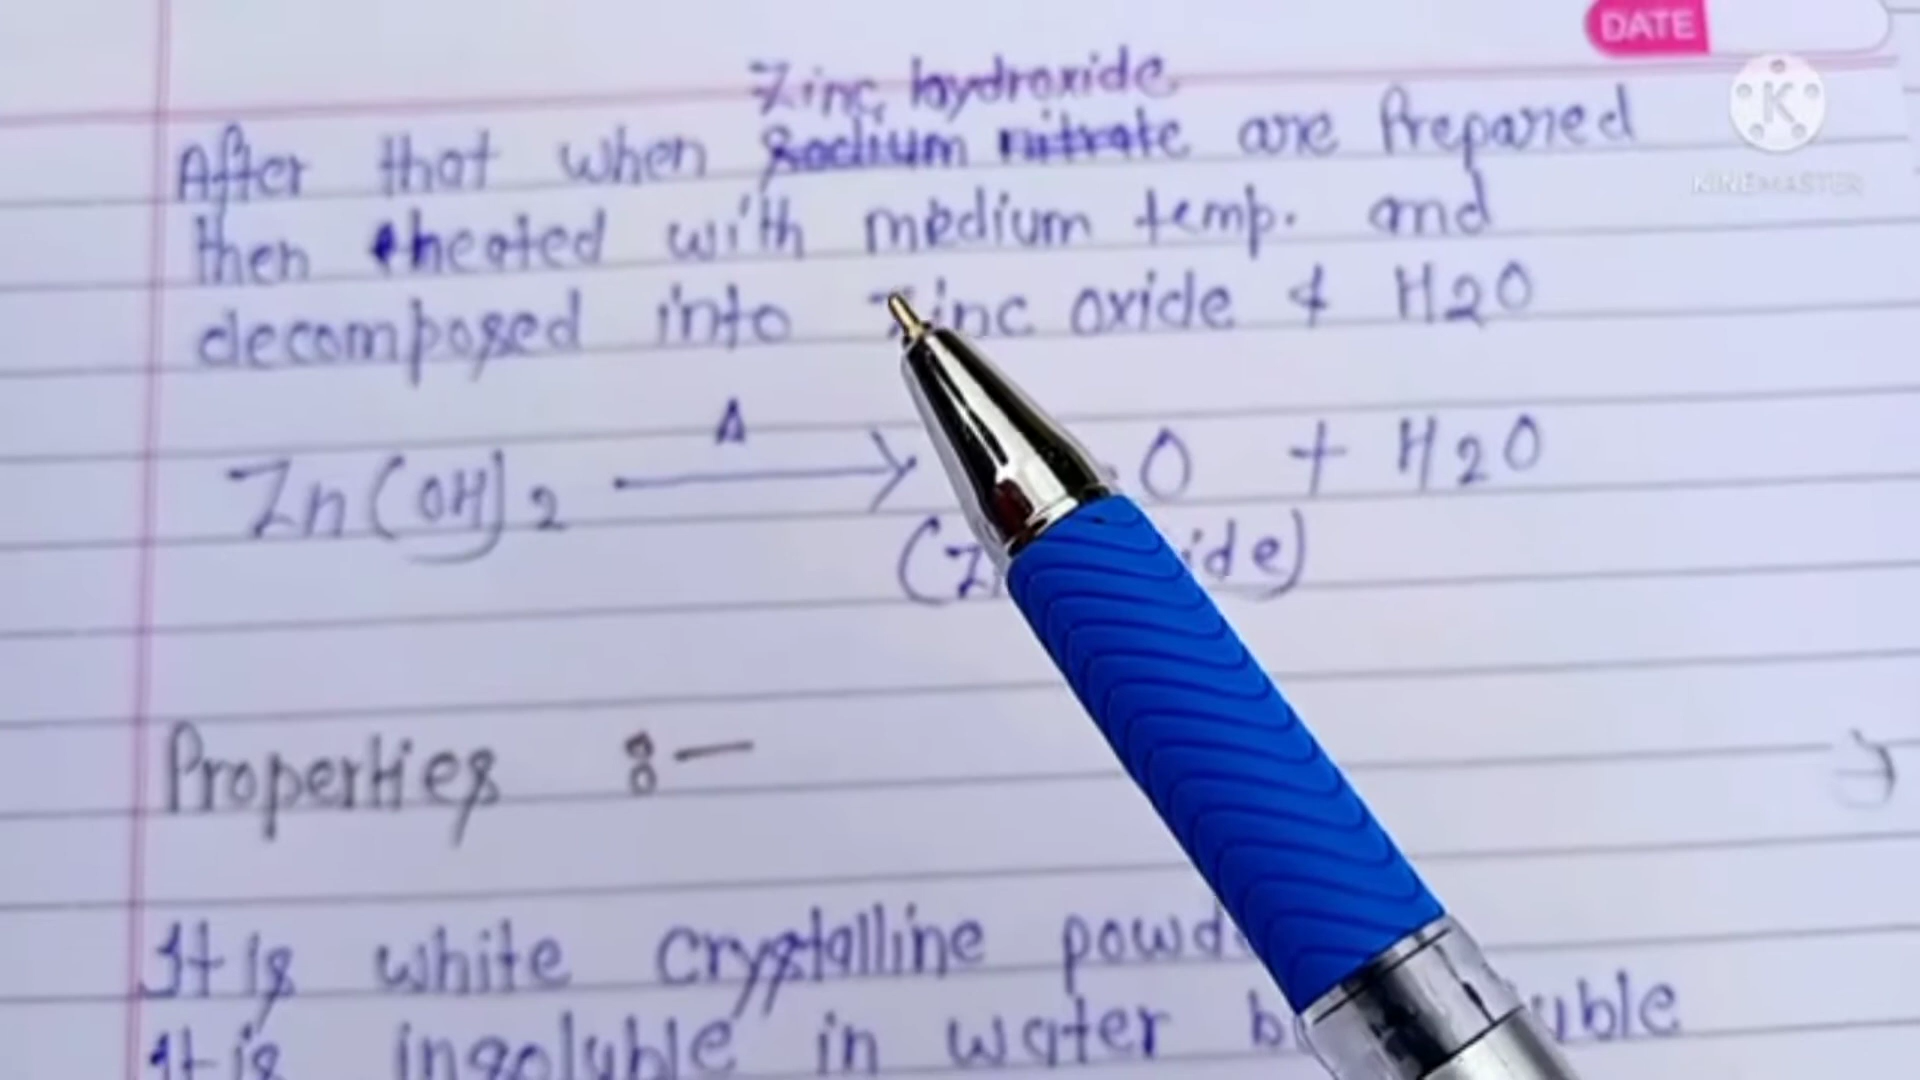 DATE
KINEMASTER
Zinc hydroxide
After that when Sodium nitrate are Prepared
then heated with medium temp. and
decomposed into Zinc oxide & H2O
Δ
Zn(OH)2 → O + H2O
(Z ide)
Properties :-
It is white crystalline powd
It is insoluble in water b uble